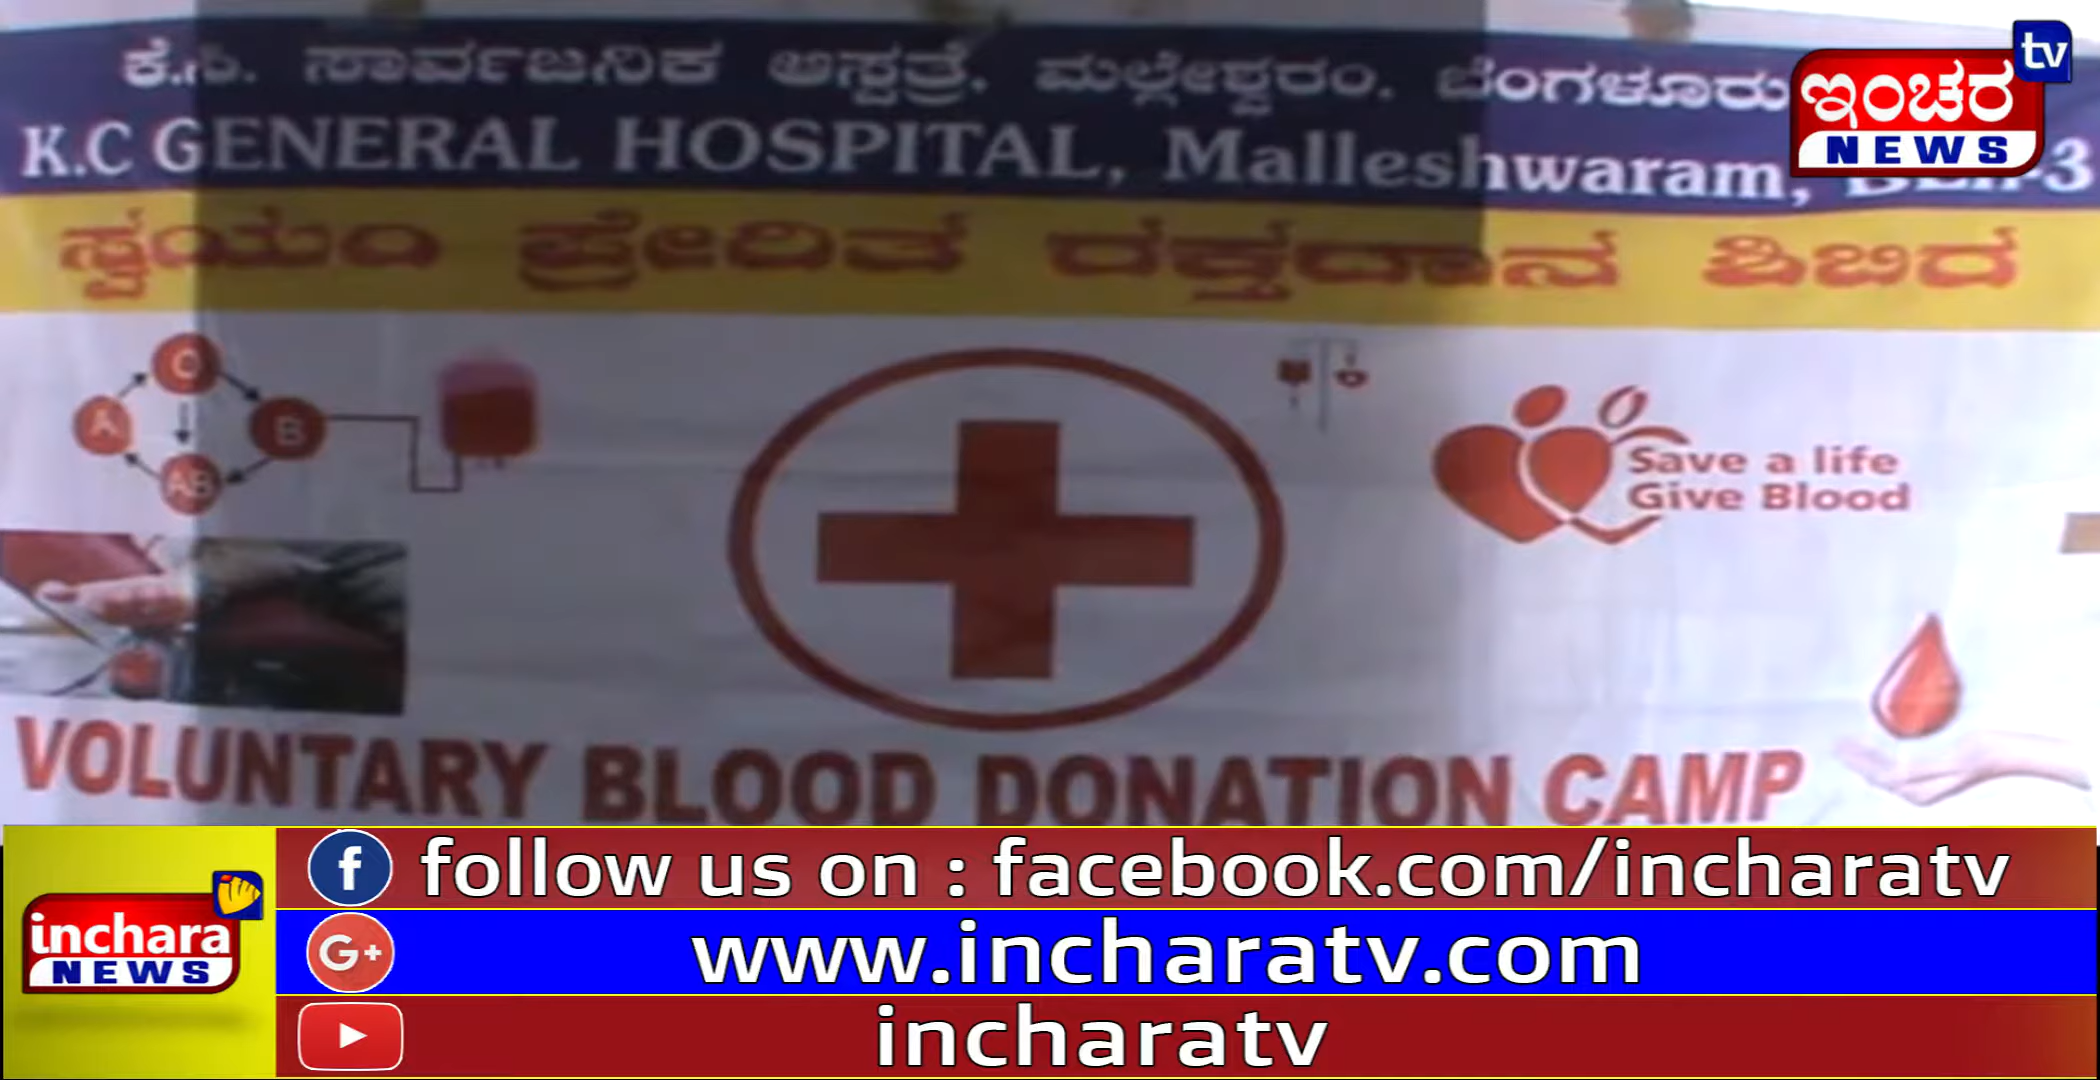 ಕೆ.ಸಿ. ಸಾರ್ವಜನಿಕ ಆಸ್ಪತ್ರೆ, ಮಲ್ಲೇಶ್ವರಂ, ಬೆಂಗಳೂರು
tv
ಇಂಚರ
NEWS
K.C GENERAL HOSPITAL, Malleshwaram,
ಸ್ವಯಂ ಪ್ರೇರಿತ ರಕ್ತದಾನ ಶಿಬಿರ
O
A
B
AB
Save a life
Give Blood
VOLUNTARY BLOOD DONATION CAMP
inchara
NEWS
f follow us on : facebook.com/incharatv
G+ www.incharatv.com
incharatv